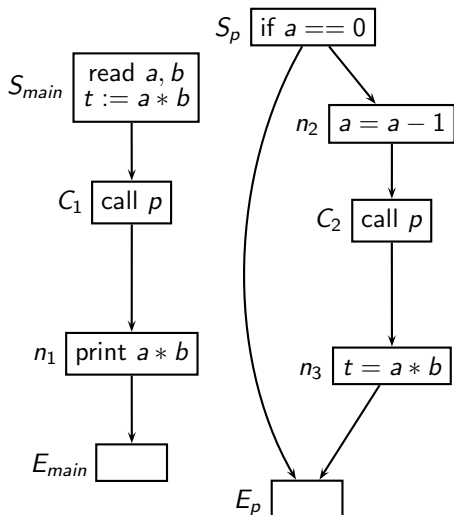 S_main
read a, b
t := a ∗ b
C_1 call p
n_1 print a ∗ b
E_main
S_p if a == 0
n_2 a = a − 1
C_2 call p
n_3 t = a ∗ b
E_p